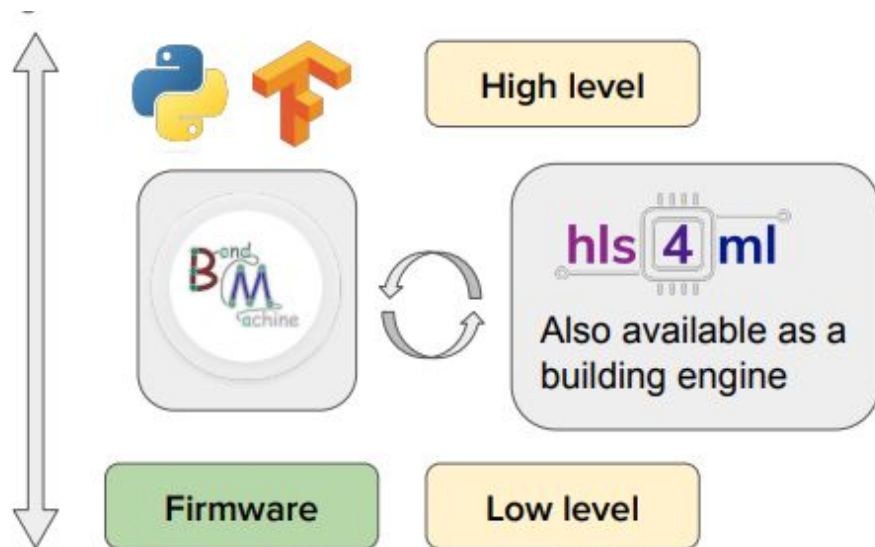 High level
Bond
Machine
hls 4 ml
Also available as a
building engine
Firmware
Low level